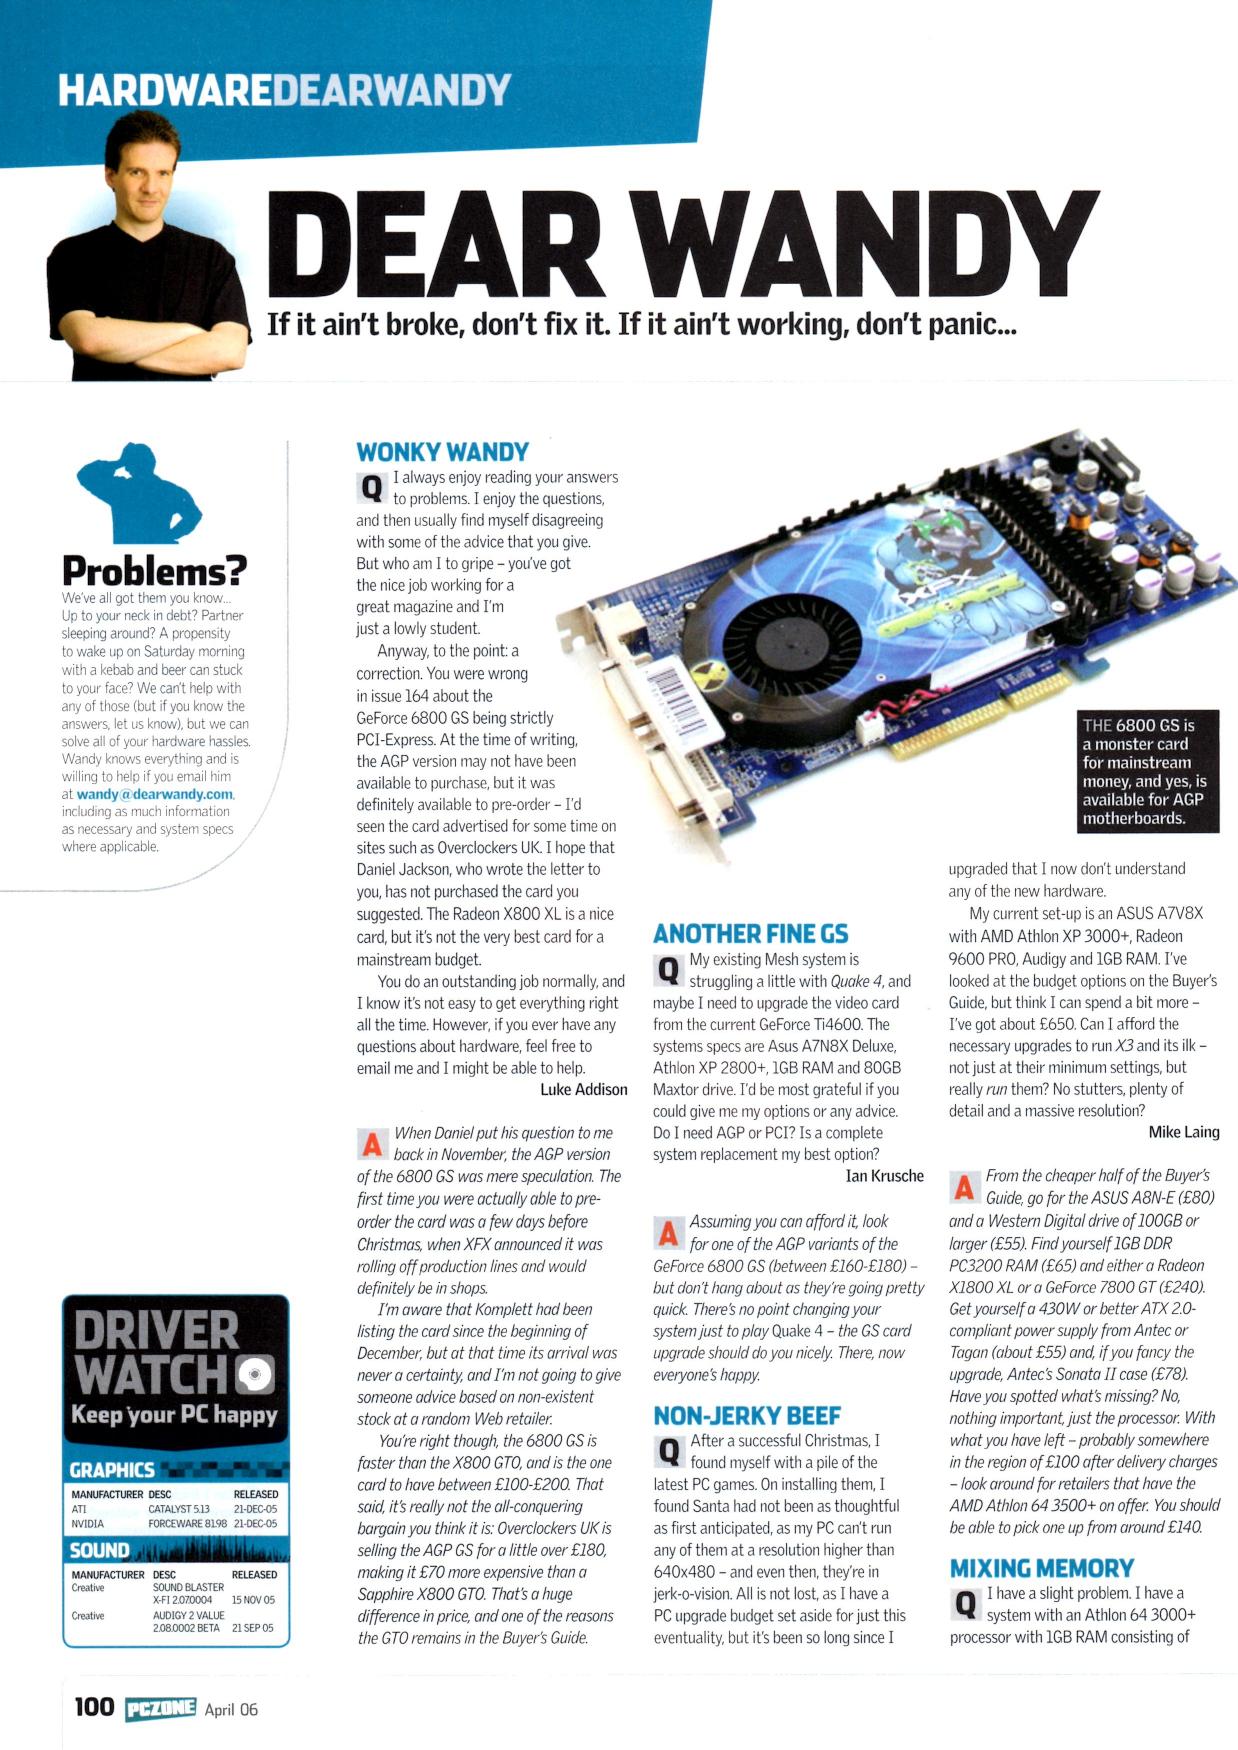 HARDWAREDEARWANDY
DEAR WANDY
If it ain't broke, don't fix it. If it ain't working, don't panic...
Problems?
We've all got them you know...
Up to your neck in debt? Partner
sleeping around? A propensity
to wake up on Saturday morning
with a kebab and beer can stuck
to your face? We can't help with
any of those (but if you know the
answers, let us know), but we can
solve all of your hardware hassles.
Wandy knows everything and is
willing to help if you email him
at wandy@dearwandy.com,
including as much information
as necessary and system specs
where applicable.
DRIVER
WATCH
Keep your PC happy
GRAPHICS
MANUFACTURER DESC RELEASED
ATI CATALYST 5.13 21-DEC-05
NVIDIA FORCEWARE 81.98 21-DEC-05
SOUND
MANUFACTURER DESC RELEASED
Creative SOUND BLASTER
X-FI 2.07.0004 15 NOV 05
Creative AUDIGY 2 VALUE
2.08.0002 BETA 21 SEP 05
WONKY WANDY
Q I always enjoy reading your answers
to problems. I enjoy the questions,
and then usually find myself disagreeing
with some of the advice that you give.
But who am I to gripe – you've got
the nice job working for a
great magazine and I'm
just a lowly student.
Anyway, to the point: a
correction. You were wrong
in issue 164 about the
GeForce 6800 GS being strictly
PCI-Express. At the time of writing,
the AGP version may not have been
available to purchase, but it was
definitely available to pre-order – I'd
seen the card advertised for some time on
sites such as Overclockers UK. I hope that
Daniel Jackson, who wrote the letter to
you, has not purchased the card you
suggested. The Radeon X800 XL is a nice
card, but it's not the very best card for a
mainstream budget.
You do an outstanding job normally, and
I know it's not easy to get everything right
all the time. However, if you ever have any
questions about hardware, feel free to
email me and I might be able to help.
Luke Addison
A When Daniel put his question to me
back in November, the AGP version
of the 6800 GS was mere speculation. The
first time you were actually able to pre-
order the card was a few days before
Christmas, when XFX announced it was
rolling off production lines and would
definitely be in shops.
I'm aware that Komplett had been
listing the card since the beginning of
December, but at that time its arrival was
never a certainty, and I'm not going to give
someone advice based on non-existent
stock at a random Web retailer.
You're right though, the 6800 GS is
faster than the X800 GTO, and is the one
card to have between £100-£200. That
said, it's really not the all-conquering
bargain you think it is: Overclockers UK is
selling the AGP GS for a little over £180,
making it £70 more expensive than a
Sapphire X800 GTO. That's a huge
difference in price, and one of the reasons
the GTO remains in the Buyer's Guide.
XFX
THE 6800 GS is
a monster card
for mainstream
money, and yes, is
available for AGP
motherboards.
ANOTHER FINE GS
Q My existing Mesh system is
struggling a little with Quake 4, and
maybe I need to upgrade the video card
from the current GeForce Ti4600. The
systems specs are Asus A7N8X Deluxe,
Athlon XP 2800+, 1GB RAM and 80GB
Maxtor drive. I'd be most grateful if you
could give me my options or any advice.
Do I need AGP or PCI? Is a complete
system replacement my best option?
Ian Krusche
A Assuming you can afford it, look
for one of the AGP variants of the
GeForce 6800 GS (between £160-£180) –
but don't hang about as they're going pretty
quick. There's no point changing your
system just to play Quake 4 – the GS card
upgrade should do you nicely. There, now
everyone's happy.
NON-JERKY BEEF
Q After a successful Christmas, I
found myself with a pile of the
latest PC games. On installing them, I
found Santa had not been as thoughtful
as first anticipated, as my PC can't run
any of them at a resolution higher than
640x480 – and even then, they're in
jerk-o-vision. All is not lost, as I have a
PC upgrade budget set aside for just this
eventuality, but it's been so long since I
upgraded that I now don't understand
any of the new hardware.
My current set-up is an ASUS A7V8X
with AMD Athlon XP 3000+, Radeon
9600 PRO, Audigy and 1GB RAM. I've
looked at the budget options on the Buyer's
Guide, but think I can spend a bit more –
I've got about £650. Can I afford the
necessary upgrades to run X3 and its ilk –
not just at their minimum settings, but
really run them? No stutters, plenty of
detail and a massive resolution?
Mike Laing
A From the cheaper half of the Buyer's
Guide, go for the ASUS A8N-E (£80)
and a Western Digital drive of 100GB or
larger (£55). Find yourself 1GB DDR
PC3200 RAM (£65) and either a Radeon
X1800 XL or a GeForce 7800 GT (£240).
Get yourself a 430W or better ATX 2.0-
compliant power supply from Antec or
Tagan (about £55) and, if you fancy the
upgrade, Antec's Sonata II case (£78).
Have you spotted what's missing? No,
nothing important, just the processor. With
what you have left – probably somewhere
in the region of £100 after delivery charges
– look around for retailers that have the
AMD Athlon 64 3500+ on offer. You should
be able to pick one up from around £140.
MIXING MEMORY
Q I have a slight problem. I have a
system with an Athlon 64 3000+
processor with 1GB RAM consisting of
100 PCZONE April 06